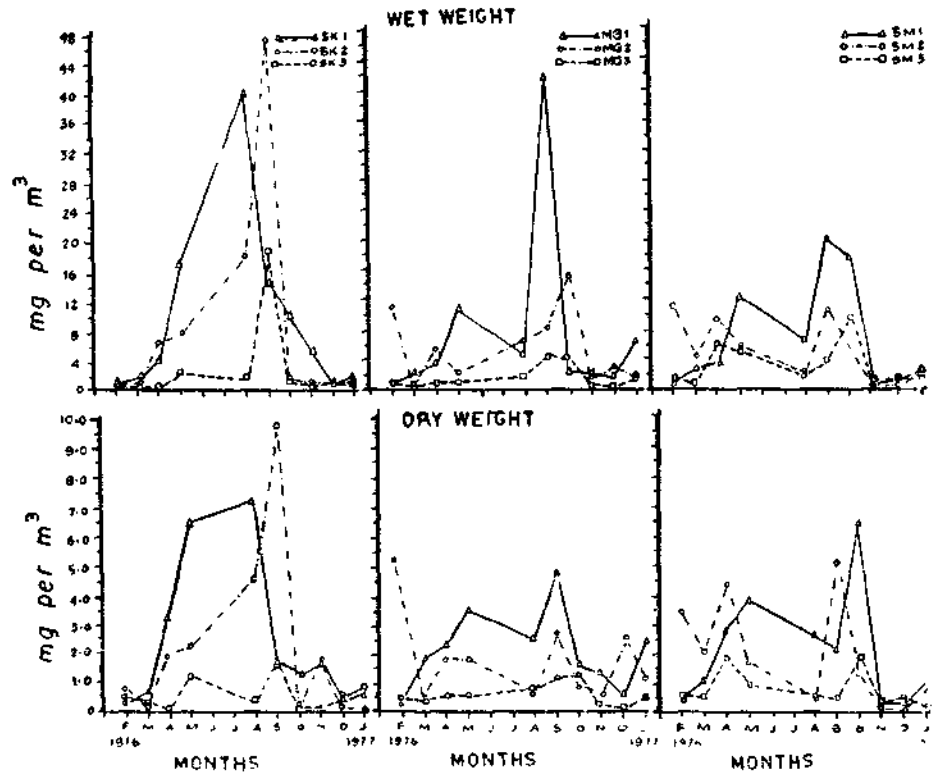 WET WEIGHT
SK1
SK2
SK3
MG1
MG2
MG3
SM1
SM2
SM3
48
44
40
36
32
28
24
20
16
12
8
4
0
mg per m³
DRY WEIGHT
10.0
9.0
8.0
7.0
6.0
5.0
4.0
3.0
2.0
1.0
0
mg per m³
F M A M J J A S O N D J
F M A M J J A S O N D J
F M A M J J A S O N D J
1976 1977 1976 1977 1976
MONTHS MONTHS MONTHS